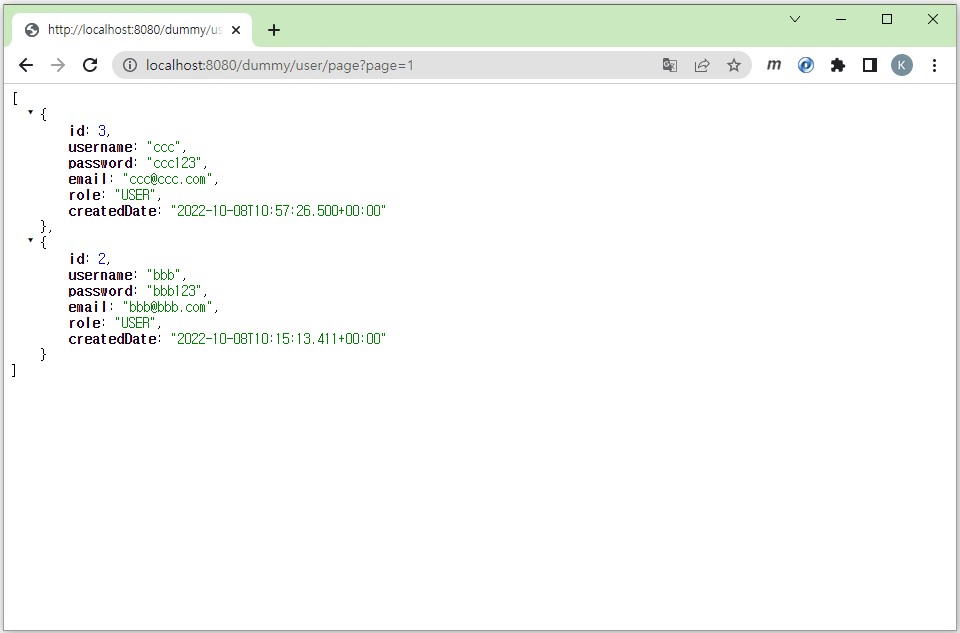 http://localhost:8080/dummy/us
localhost:8080/dummy/user/page?page=1
m
K
[
{
id: 3,
username: "ccc",
password: "ccc123",
email: "ccc@ccc.com",
role: "USER",
createdDate: "2022-10-08T10:57:26.500+00:00"
},
{
id: 2,
username: "bbb",
password: "bbb123",
email: "bbb@bbb.com",
role: "USER",
createdDate: "2022-10-08T10:15:13.411+00:00"
}
]